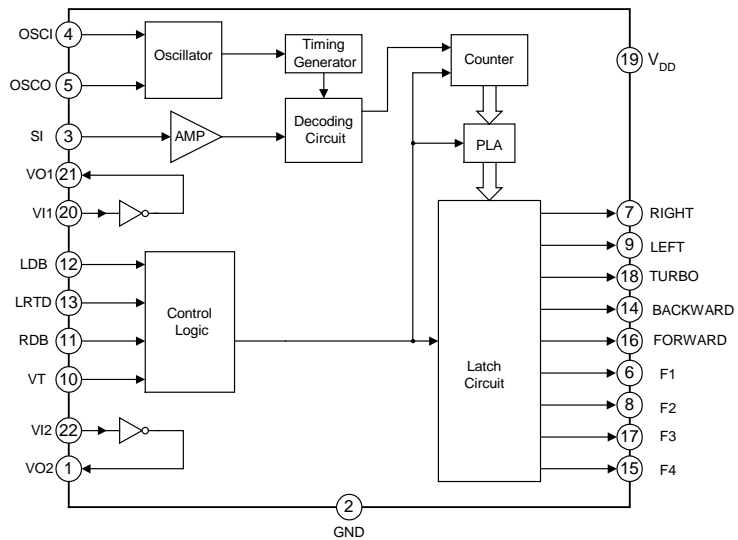 OSCI
4
OSCO
5
SI
3
VO1
21
VI1
20
LDB
12
LRTD
13
RDB
11
VT
10
VI2
22
VO2
1
Oscillator
Timing
Generator
AMP
Decoding
Circuit
Counter
PLA
Control
Logic
Latch
Circuit
19
VDD
7
RIGHT
9
LEFT
18
TURBO
14
BACKWARD
16
FORWARD
6
F1
8
F2
17
F3
15
F4
2
GND